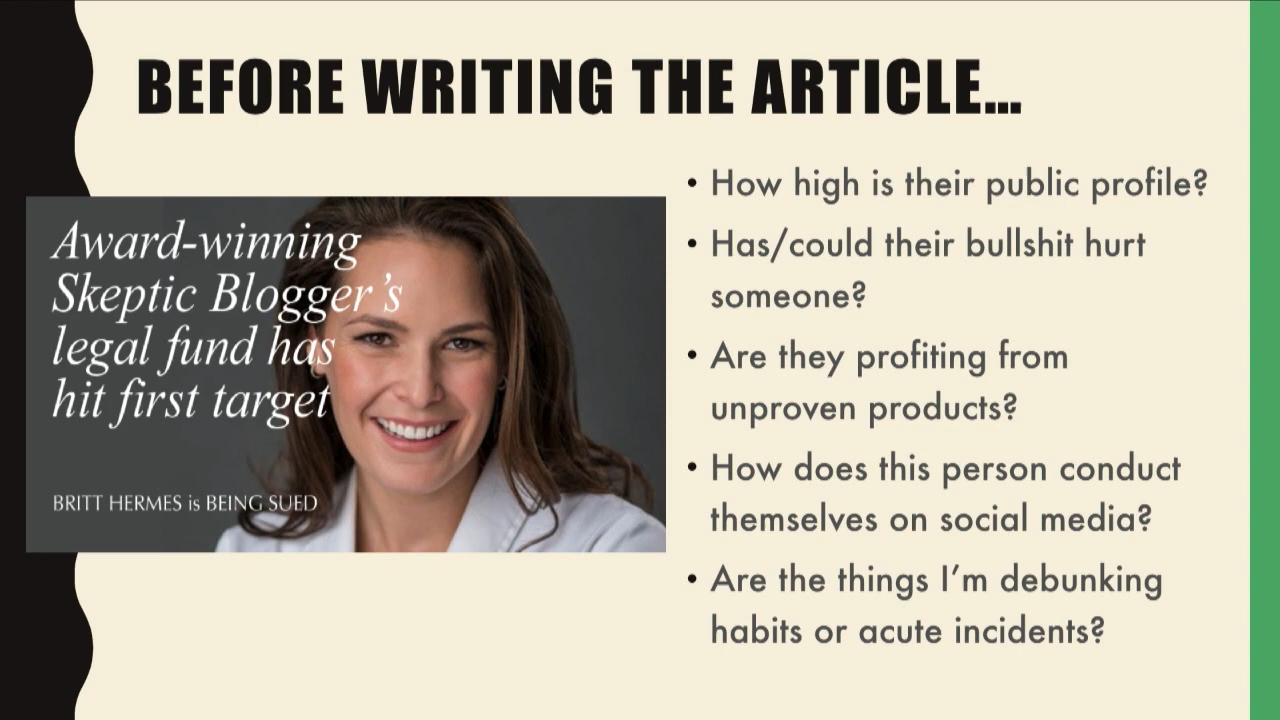 BEFORE WRITING THE ARTICLE...
Award-winning
Skeptic Blogger's
legal fund has
hit first target
BRITT HERMES is BEING SUED
• How high is their public profile?
• Has/could their bullshit hurt
someone?
• Are they profiting from
unproven products?
• How does this person conduct
themselves on social media?
• Are the things I'm debunking
habits or acute incidents?